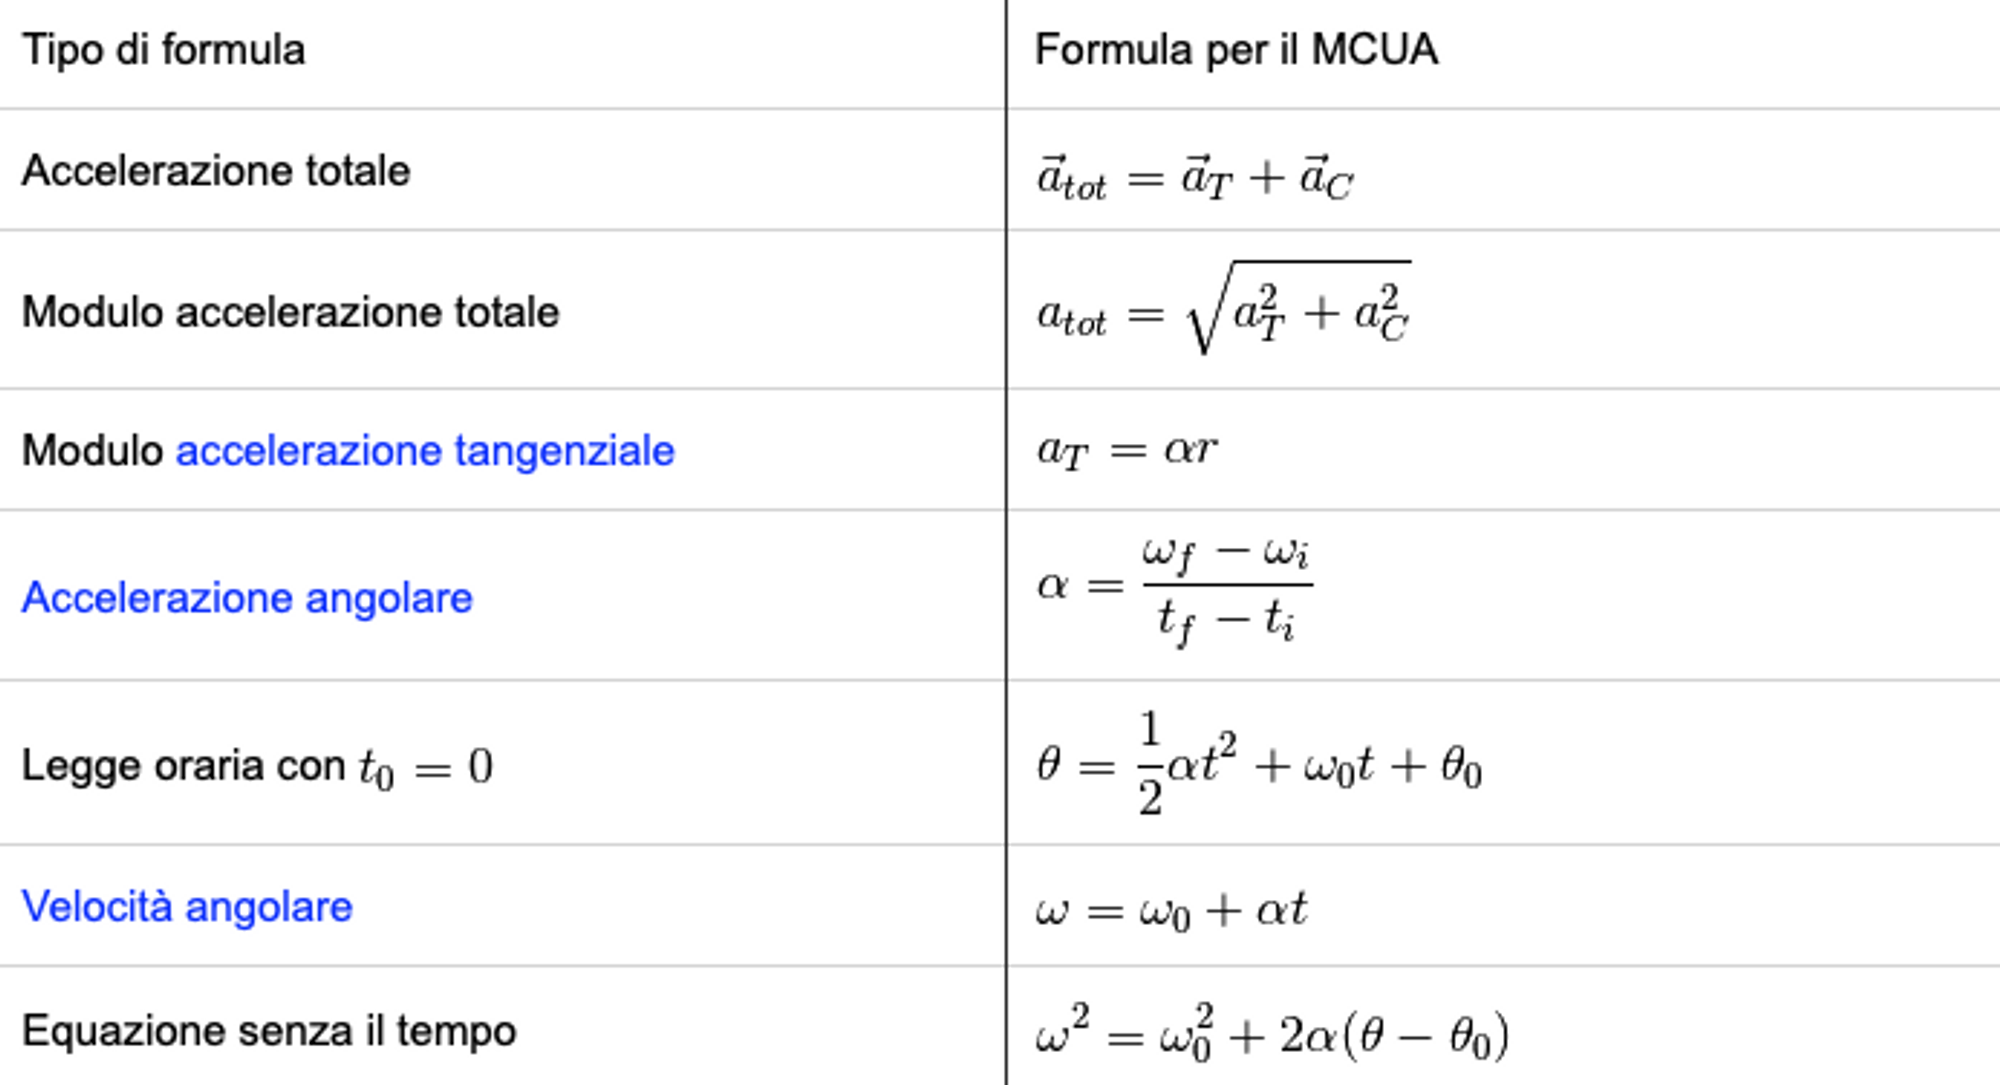 Tipo di formula
Formula per il MCUA
Accelerazione totale
$\vec{a}_{tot} = \vec{a}_T + \vec{a}_C$
Modulo accelerazione totale
$a_{tot} = \sqrt{a_T^2 + a_C^2}$
Modulo accelerazione tangenziale
$a_T = \alpha r$
Accelerazione angolare
$\alpha = \dfrac{\omega_f - \omega_i}{t_f - t_i}$
Legge oraria con $t_0 = 0$
$\theta = \dfrac{1}{2}\alpha t^2 + \omega_0 t + \theta_0$
Velocità angolare
$\omega = \omega_0 + \alpha t$
Equazione senza il tempo
$\omega^2 = \omega_0^2 + 2\alpha(\theta - \theta_0)$